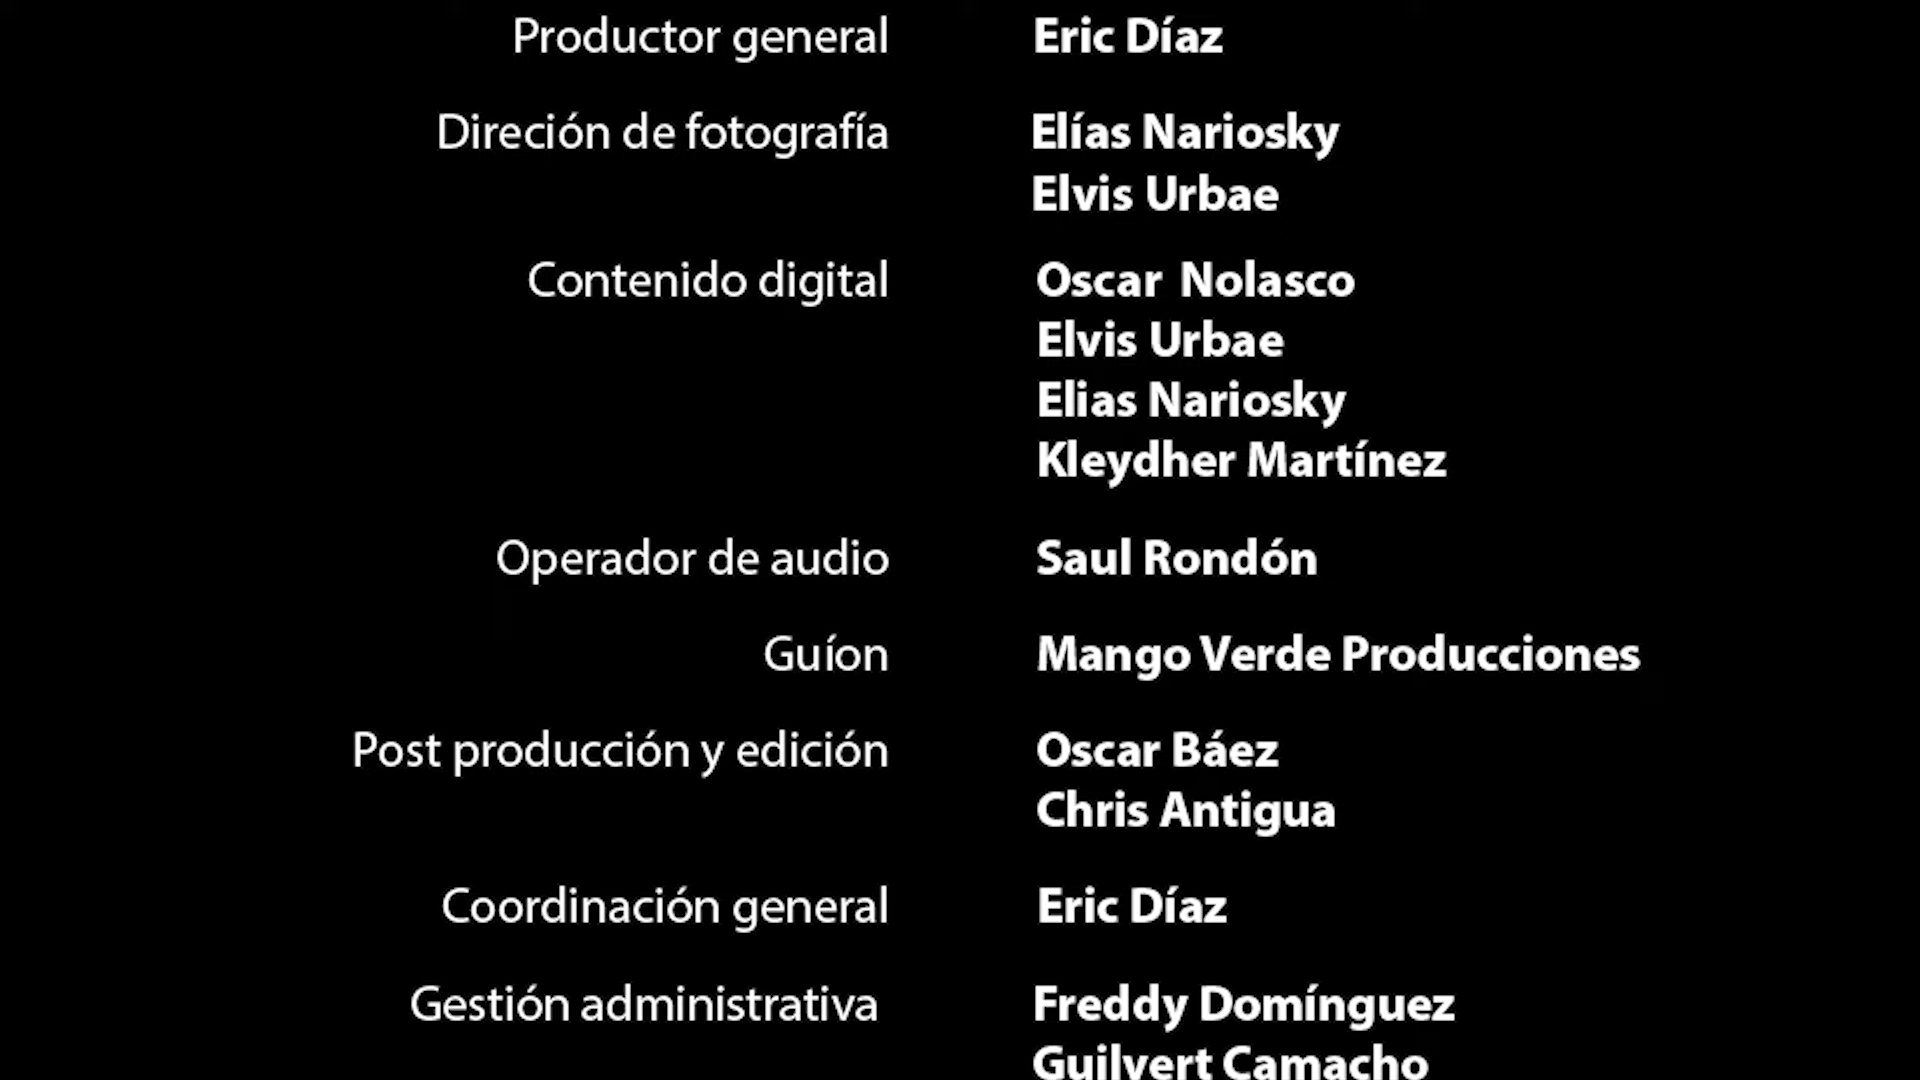 Productor general Eric Díaz
Direción de fotografía Elías Nariosky
Elvis Urbae
Contenido digital Oscar Nolasco
Elvis Urbae
Elias Nariosky
Kleydher Martínez
Operador de audio Saul Rondón
Guíon Mango Verde Producciones
Post producción y edición Oscar Báez
Chris Antigua
Coordinación general Eric Díaz
Gestión administrativa Freddy Domínguez
Guilvert Camacho